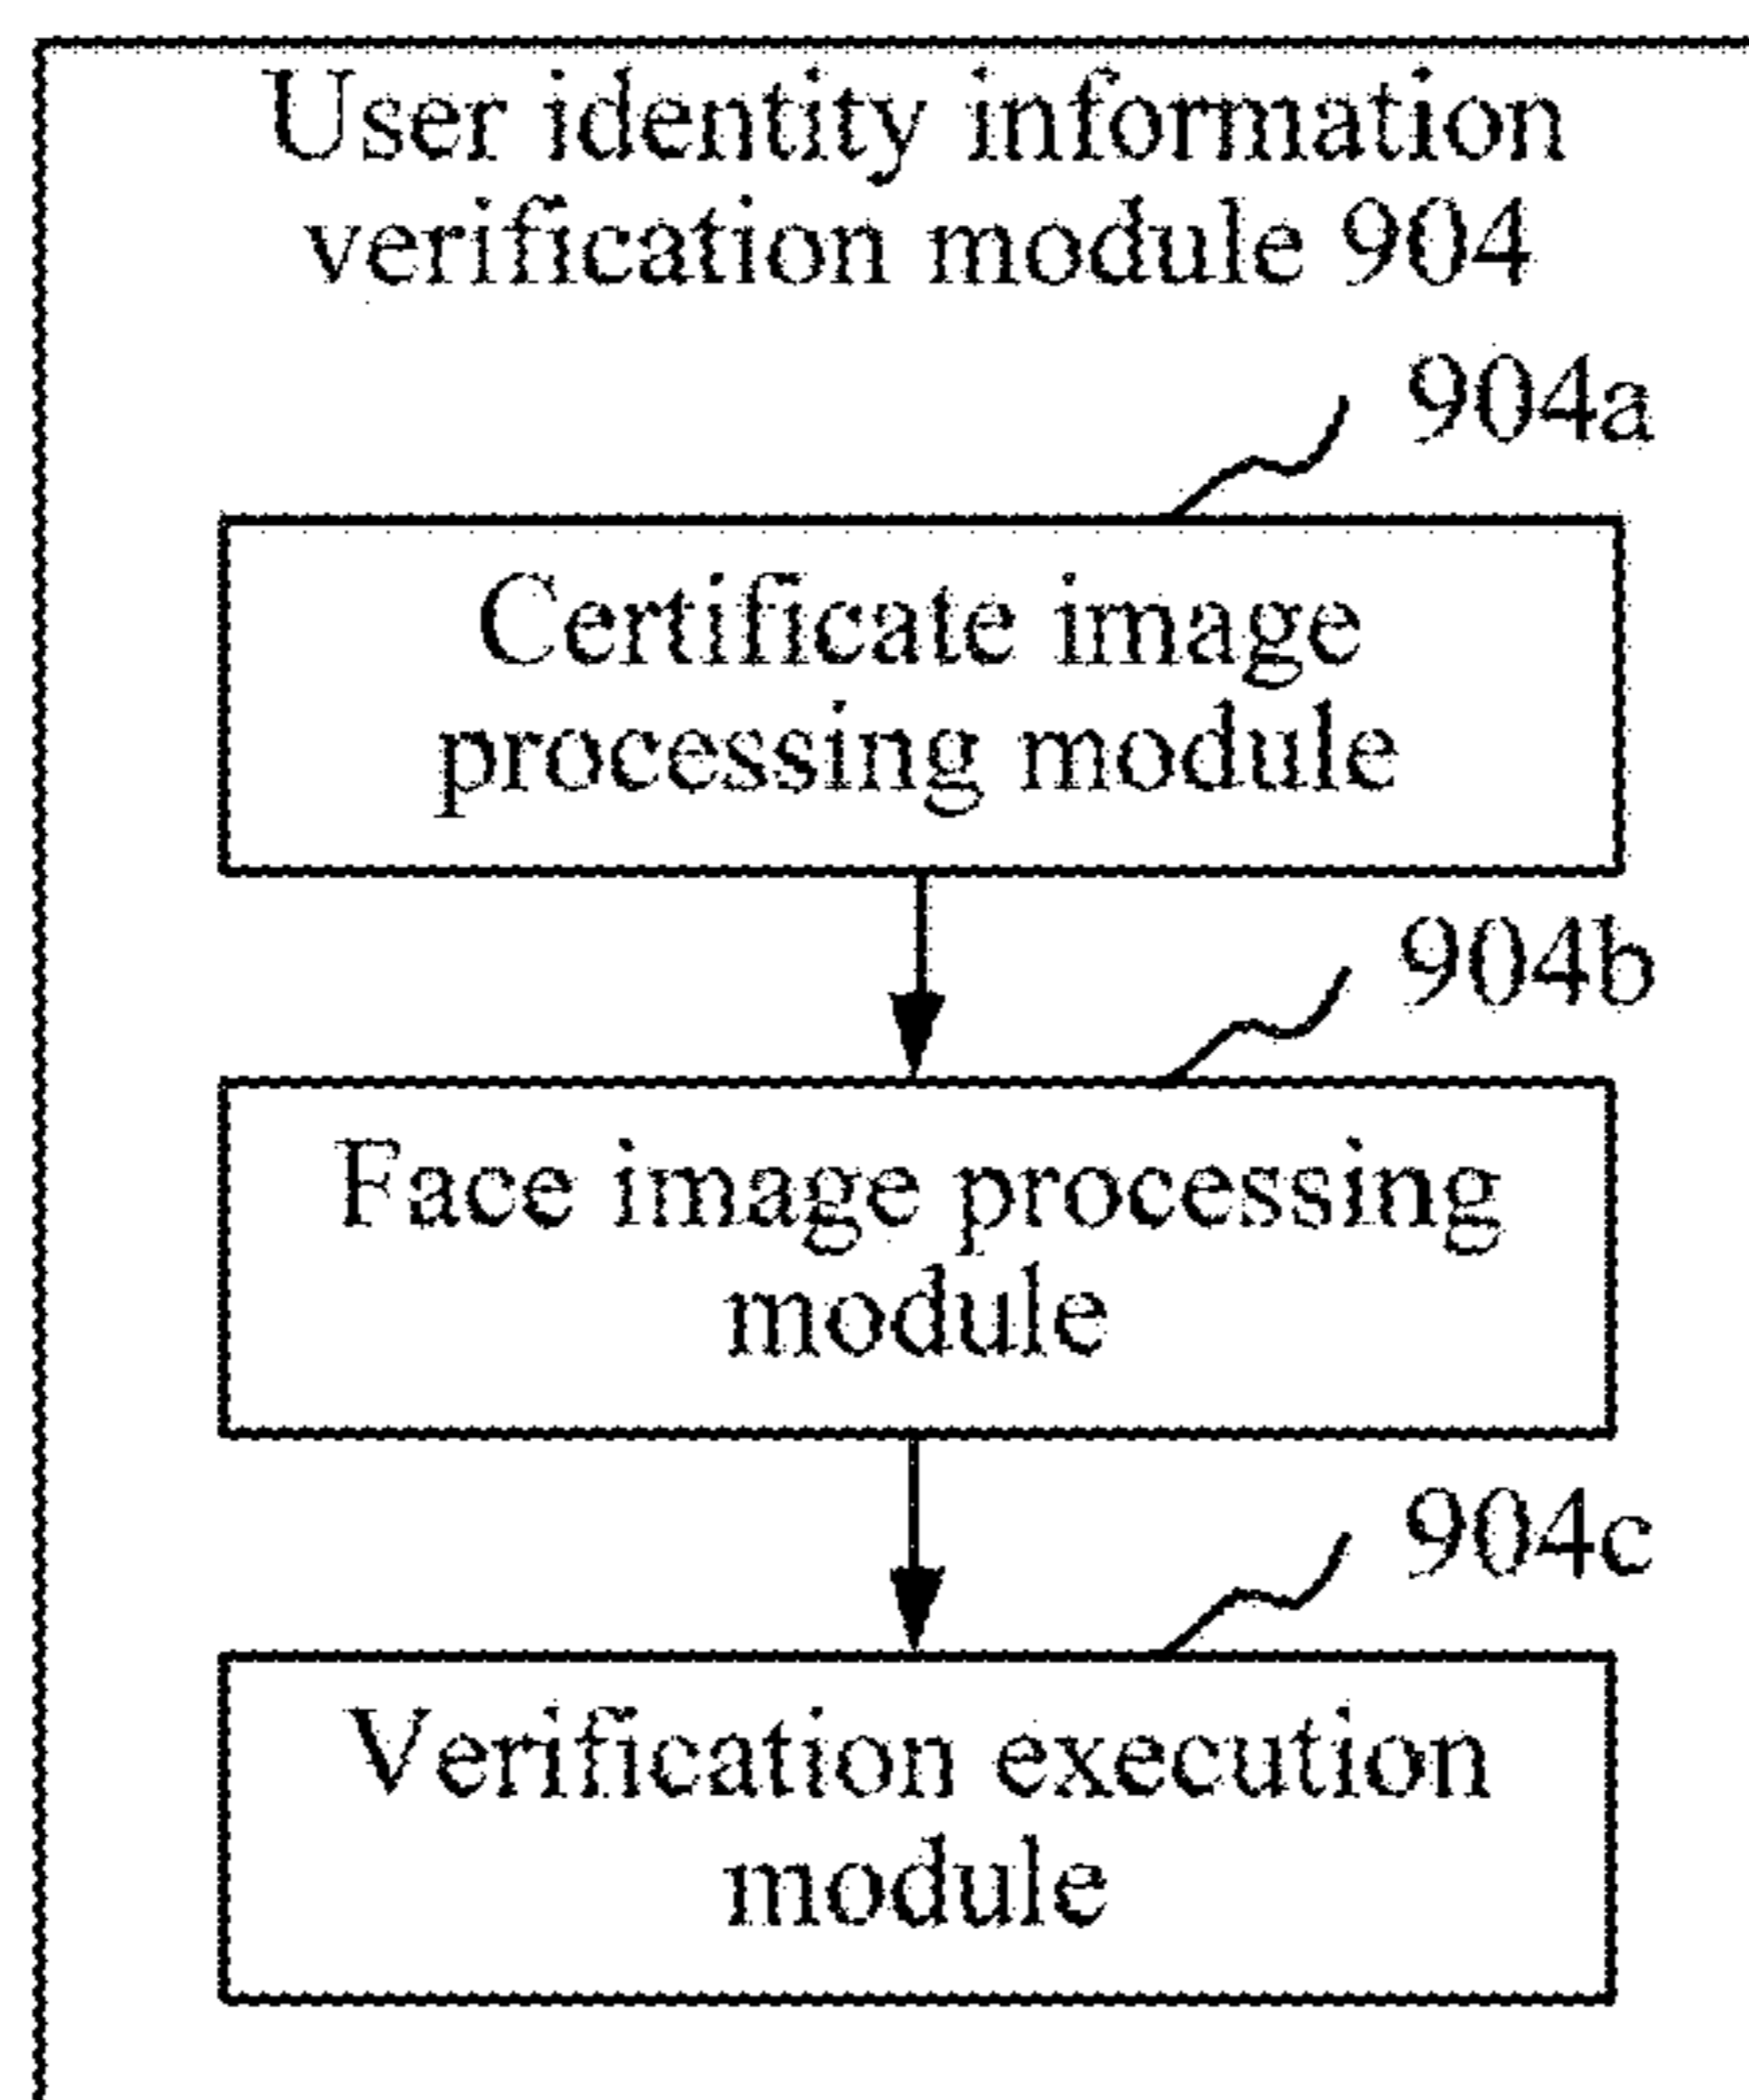 User identity information
verification module 904
904a
Certificate image
processing module
904b
Face image processing
module
904c
Verification execution
module